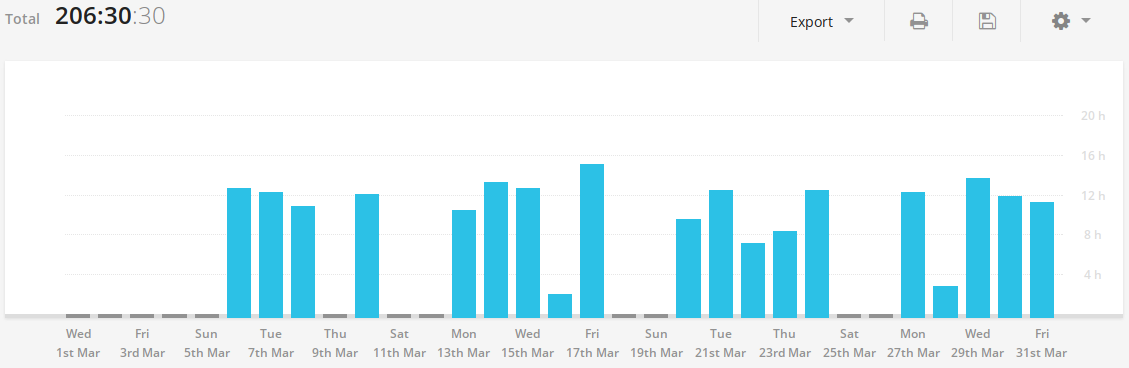 Total 206:30:30 Export
20 h
16 h
12 h
8 h
4 h
Wed Fri Sun Tue Thu Sat Mon Wed Fri Sun Tue Thu Sat Mon Wed Fri
1st Mar 3rd Mar 5th Mar 7th Mar 9th Mar 11th Mar 13th Mar 15th Mar 17th Mar 19th Mar 21st Mar 23rd Mar 25th Mar 27th Mar 29th Mar 31st Mar